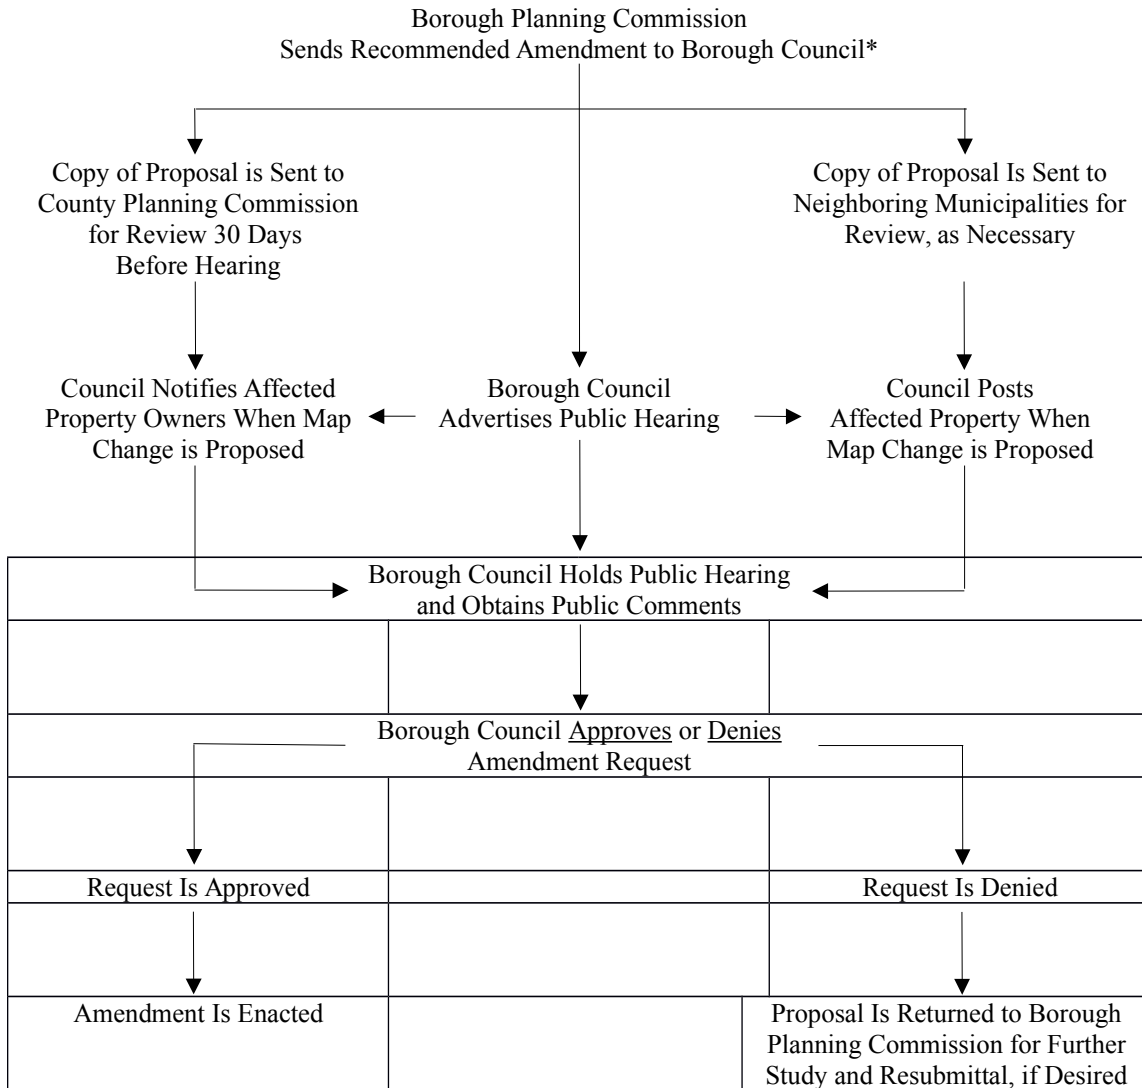 Borough Planning Commission
Sends Recommended Amendment to Borough Council*
Copy of Proposal is Sent to
County Planning Commission
for Review 30 Days
Before Hearing
Copy of Proposal Is Sent to
Neighboring Municipalities for
Review, as Necessary
Council Notifies Affected
Property Owners When Map
Change is Proposed
Borough Council
Advertises Public Hearing
Council Posts
Affected Property When
Map Change is Proposed
Borough Council Holds Public Hearing
and Obtains Public Comments
Borough Council Approves or Denies
Amendment Request
Request Is Approved
Request Is Denied
Amendment Is Enacted
Proposal Is Returned to Borough
Planning Commission for Further
Study and Resubmittal, if Desired